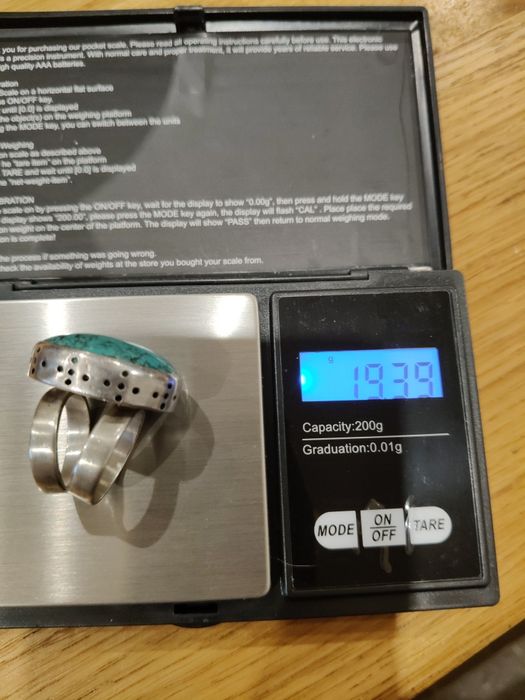 you for purchasing our pocket scale. Please read all operating instructions carefully before use. This electronic
s a precision instrument. With normal care and proper treatment, it will provide years of reliable service. Please use
gh quality AAA batteries.
ration
Scale on a horizontal flat surface
e ON/OFF key.
until [0.0] is displayed
he object(s) on the weighing platform
g the MODE key, you can switch between the units
Weighing
on scale as described above
he "tare item" on the platform
TARE and wait until [0.0] is displayed
he "net-weight-item".
BRATION
e scale on by pressing the ON/OFF key, wait for the display to show "0.00g", then press and hold the MODE key
display shows "200.00", please press the MODE key again, the display will flash "CAL". Place place the required
on weight on the center of the platform. The display will show "PASS" then return to normal weighing mode.
on is complete!
the process if something was going wrong.
check the availability of weights at the store you bought your scale from.
g
19.39
Capacity:200g
Graduation:0.01g
MODE
ON
OFF
TARE